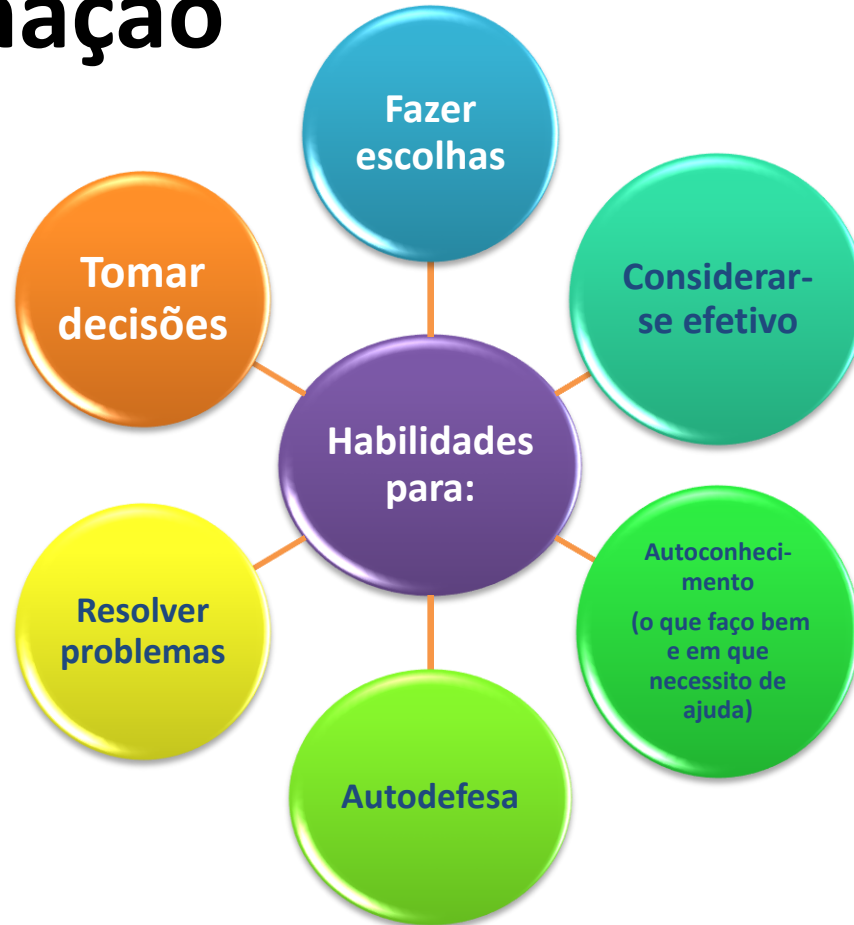 nação
Fazer
escolhas
Considerar-
se efetivo
Autoconheci-
mento
(o que faço bem
e em que
necessito de
ajuda)
Autodefesa
Resolver
problemas
Tomar
decisões
Habilidades
para: